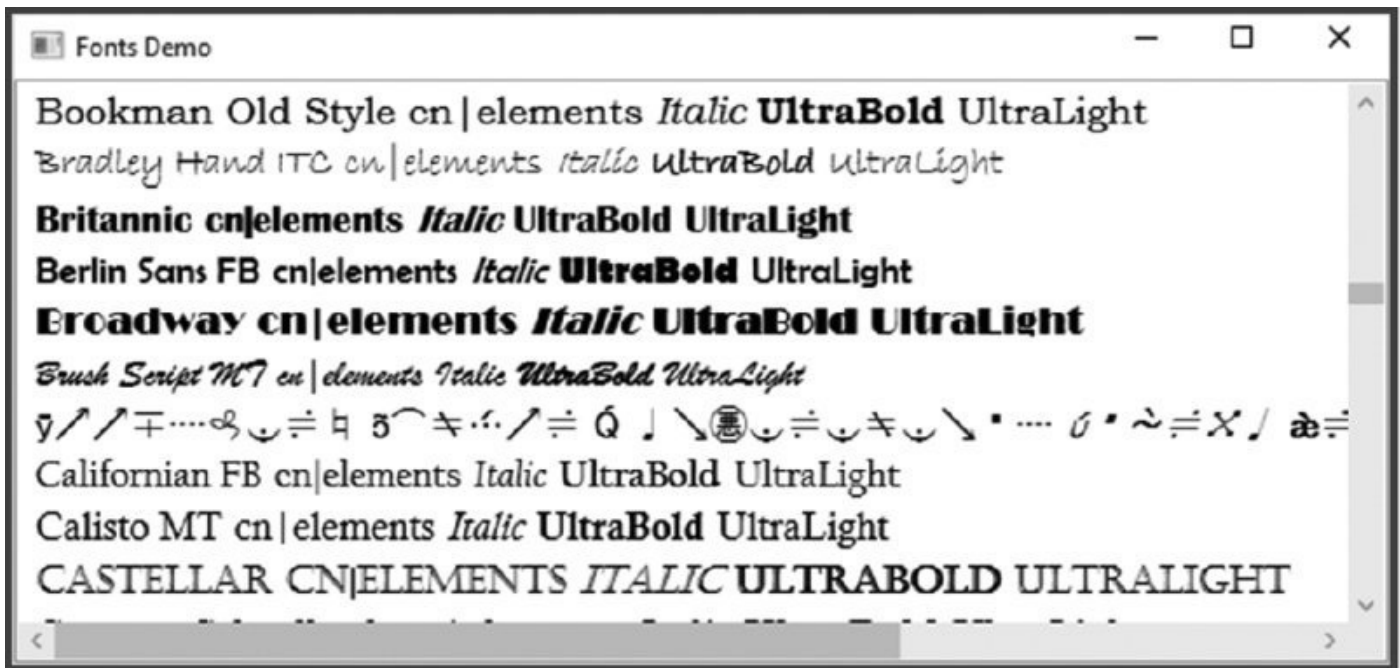 Fonts Demo
Bookman Old Style cn|elements Italic UltraBold UltraLight
Bradley Hand ITC cn|elements Italic UltraBold UltraLight
Britannic cn|elements Italic UltraBold UltraLight
Berlin Sans FB cn|elements Italic UltraBold UltraLight
Broadway cn|elements Italic UltraBold UltraLight
Brush Script MT cn|elements Italic UltraBold UltraLight
Californian FB cn|elements Italic UltraBold UltraLight
Calisto MT cn|elements Italic UltraBold UltraLight
CASTELLAR CN|ELEMENTS ITALIC ULTRABOLD ULTRALIGHT